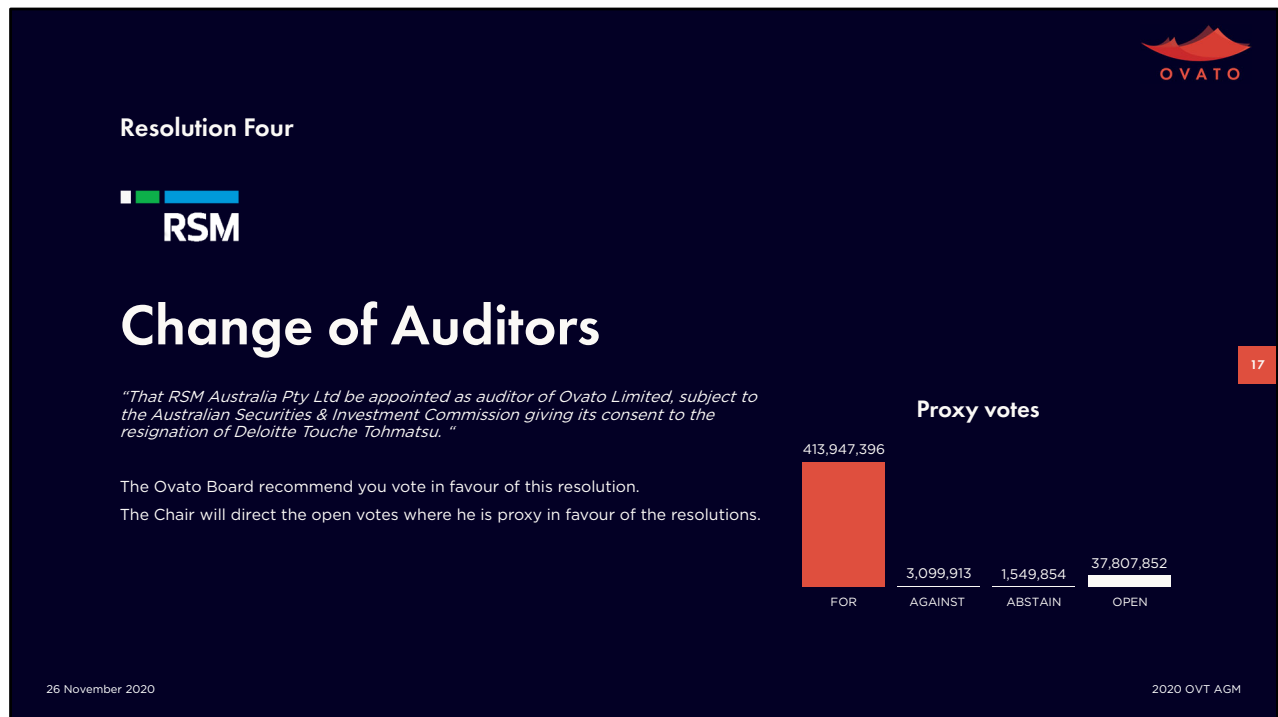 OVATO
Resolution Four
RSM
Change of Auditors
17
“That RSM Australia Pty Ltd be appointed as auditor of Ovato Limited, subject to
the Australian Securities & Investment Commission giving its consent to the
resignation of Deloitte Touche Tohmatsu. “
The Ovato Board recommend you vote in favour of this resolution.
The Chair will direct the open votes where he is proxy in favour of the resolutions.
Proxy votes
413,947,396
3,099,913
1,549,854
37,807,852
FOR
AGAINST
ABSTAIN
OPEN
26 November 2020
2020 OVT AGM